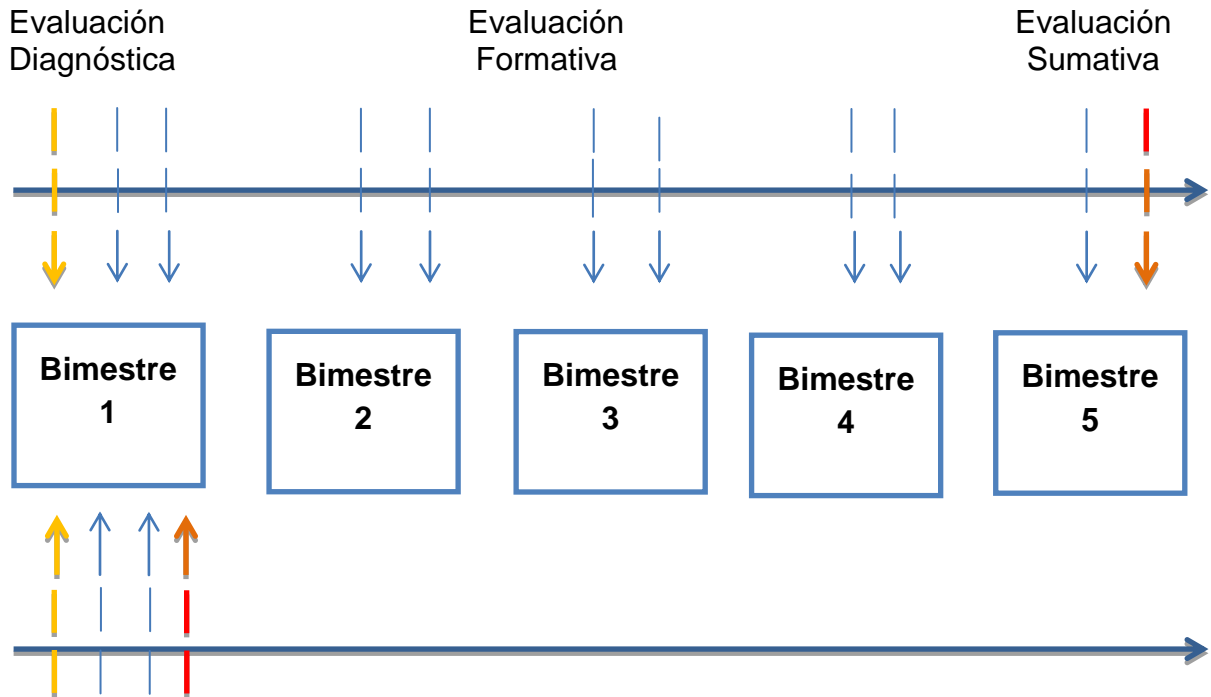 Evaluación
Diagnóstica
Evaluación
Formativa
Evaluación
Sumativa
Bimestre
1
Bimestre
2
Bimestre
3
Bimestre
4
Bimestre
5